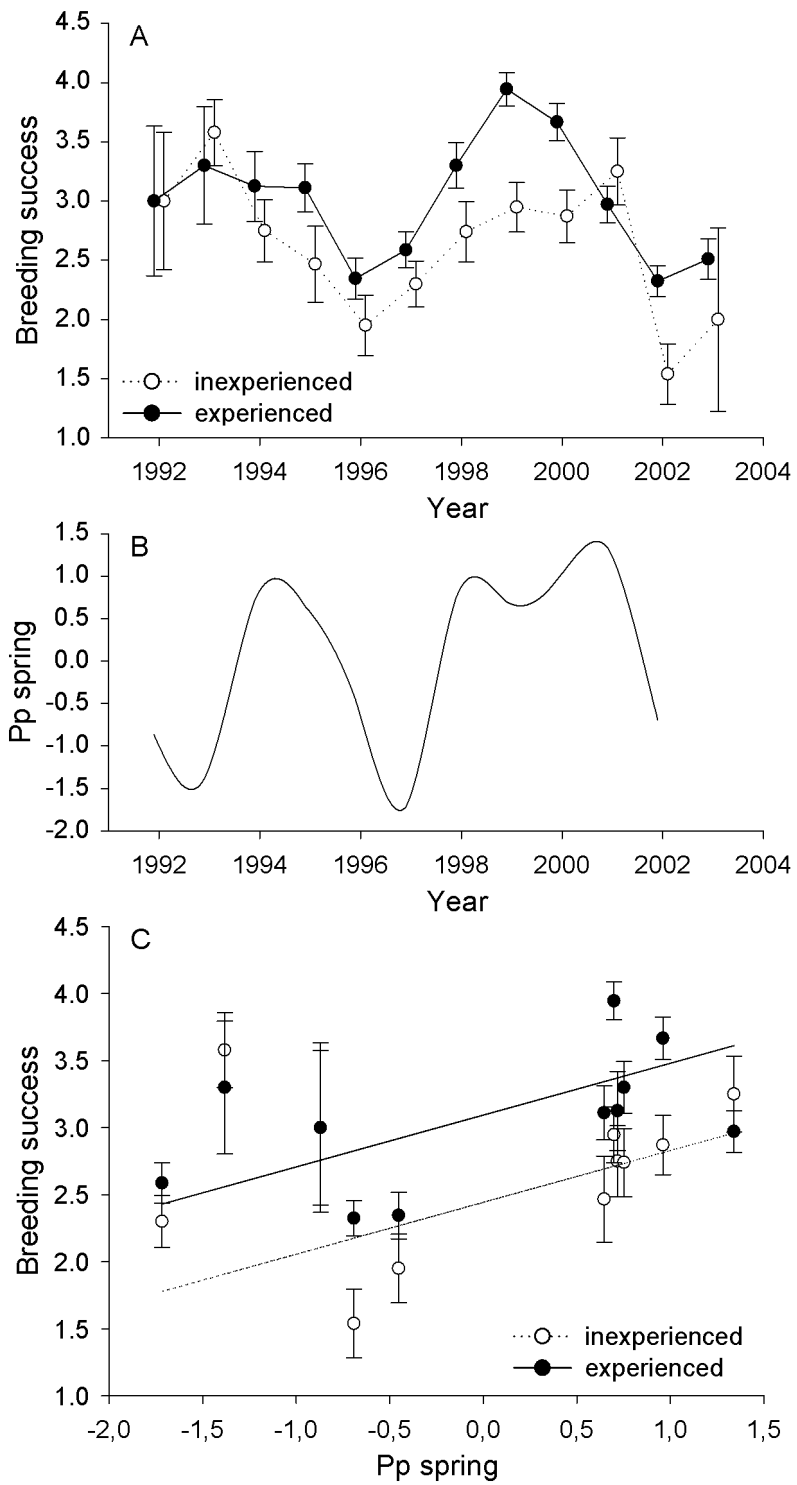 A
4.5
4.0
3.5
3.0
2.5
2.0
1.5
1.0
Breeding success
inexperienced
experienced
1992 1994 1996 1998 2000 2002 2004
Year
B
1.5
1.0
0.5
0.0
-0.5
-1.0
-1.5
-2.0
Pp spring
1992 1994 1996 1998 2000 2002 2004
Year
C
4.5
4.0
3.5
3.0
2.5
2.0
1.5
1.0
Breeding success
inexperienced
experienced
-2,0 -1,5 -1,0 -0,5 0,0 0,5 1,0 1,5
Pp spring